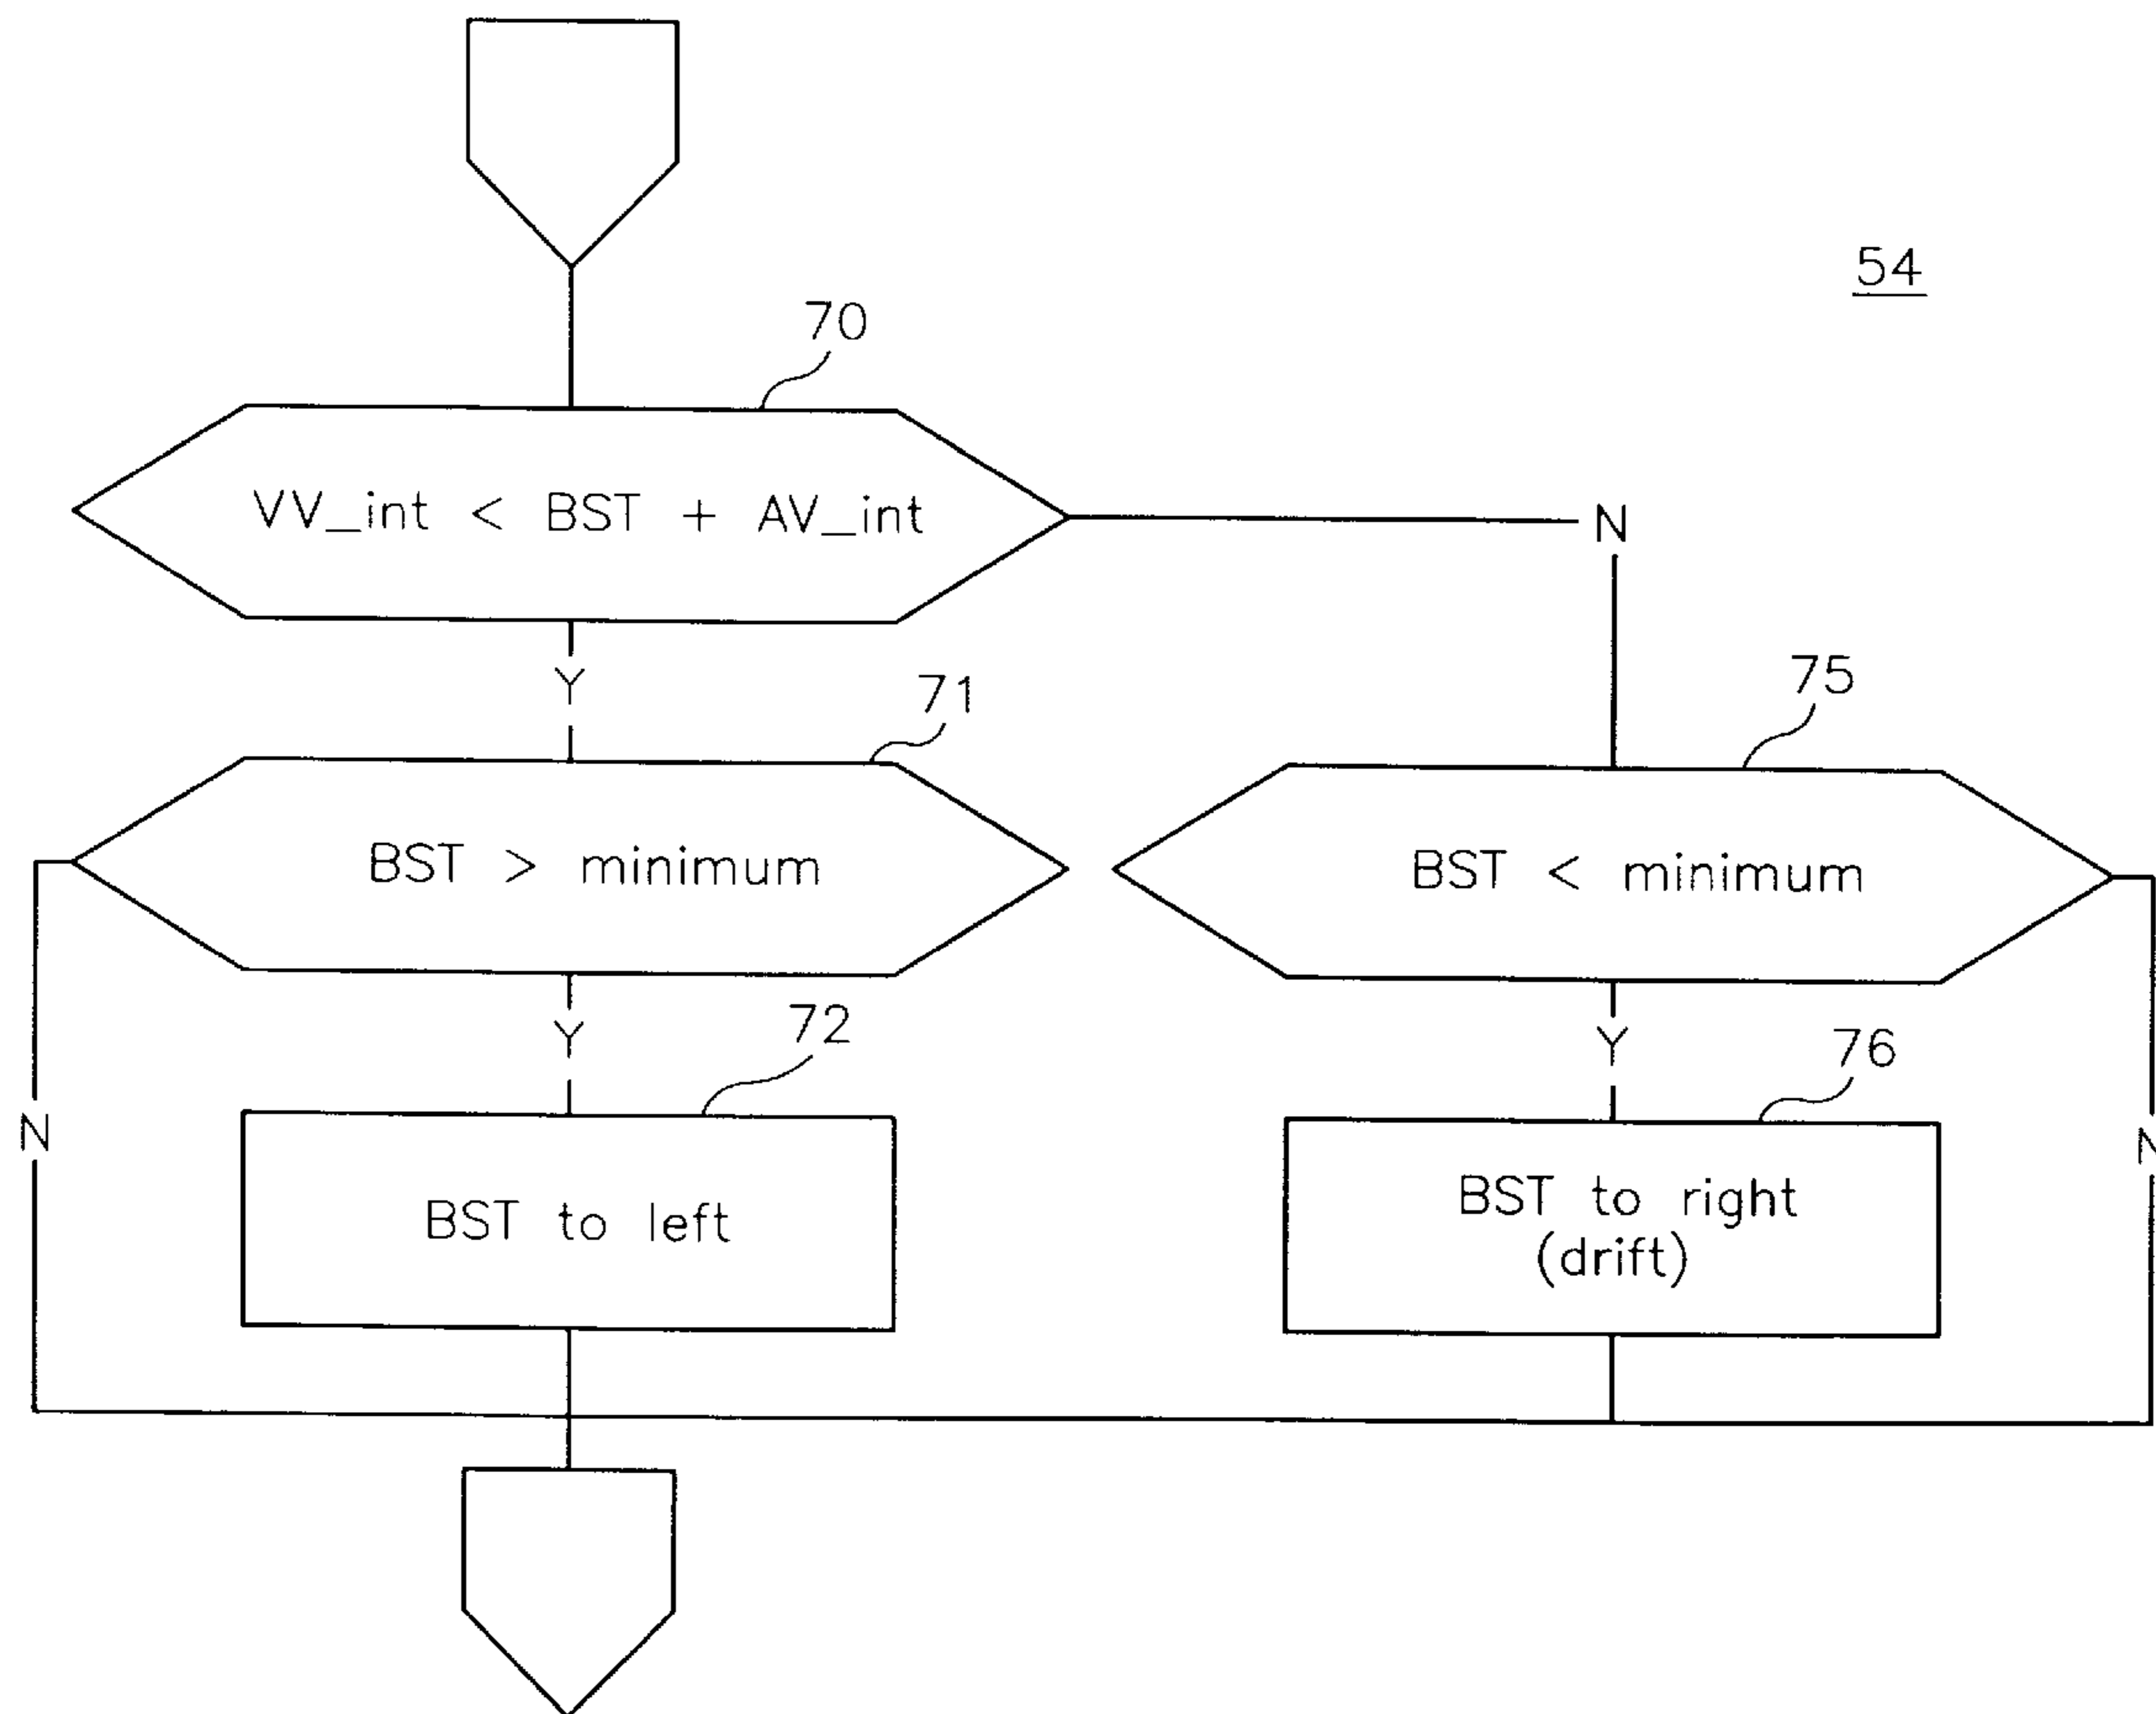 54
70
VV_int < BST + AV_int
N
Y
71
75
BST > minimum
BST < minimum
Y
72
Y
76
N
N
BST to left
BST to right
(drift)